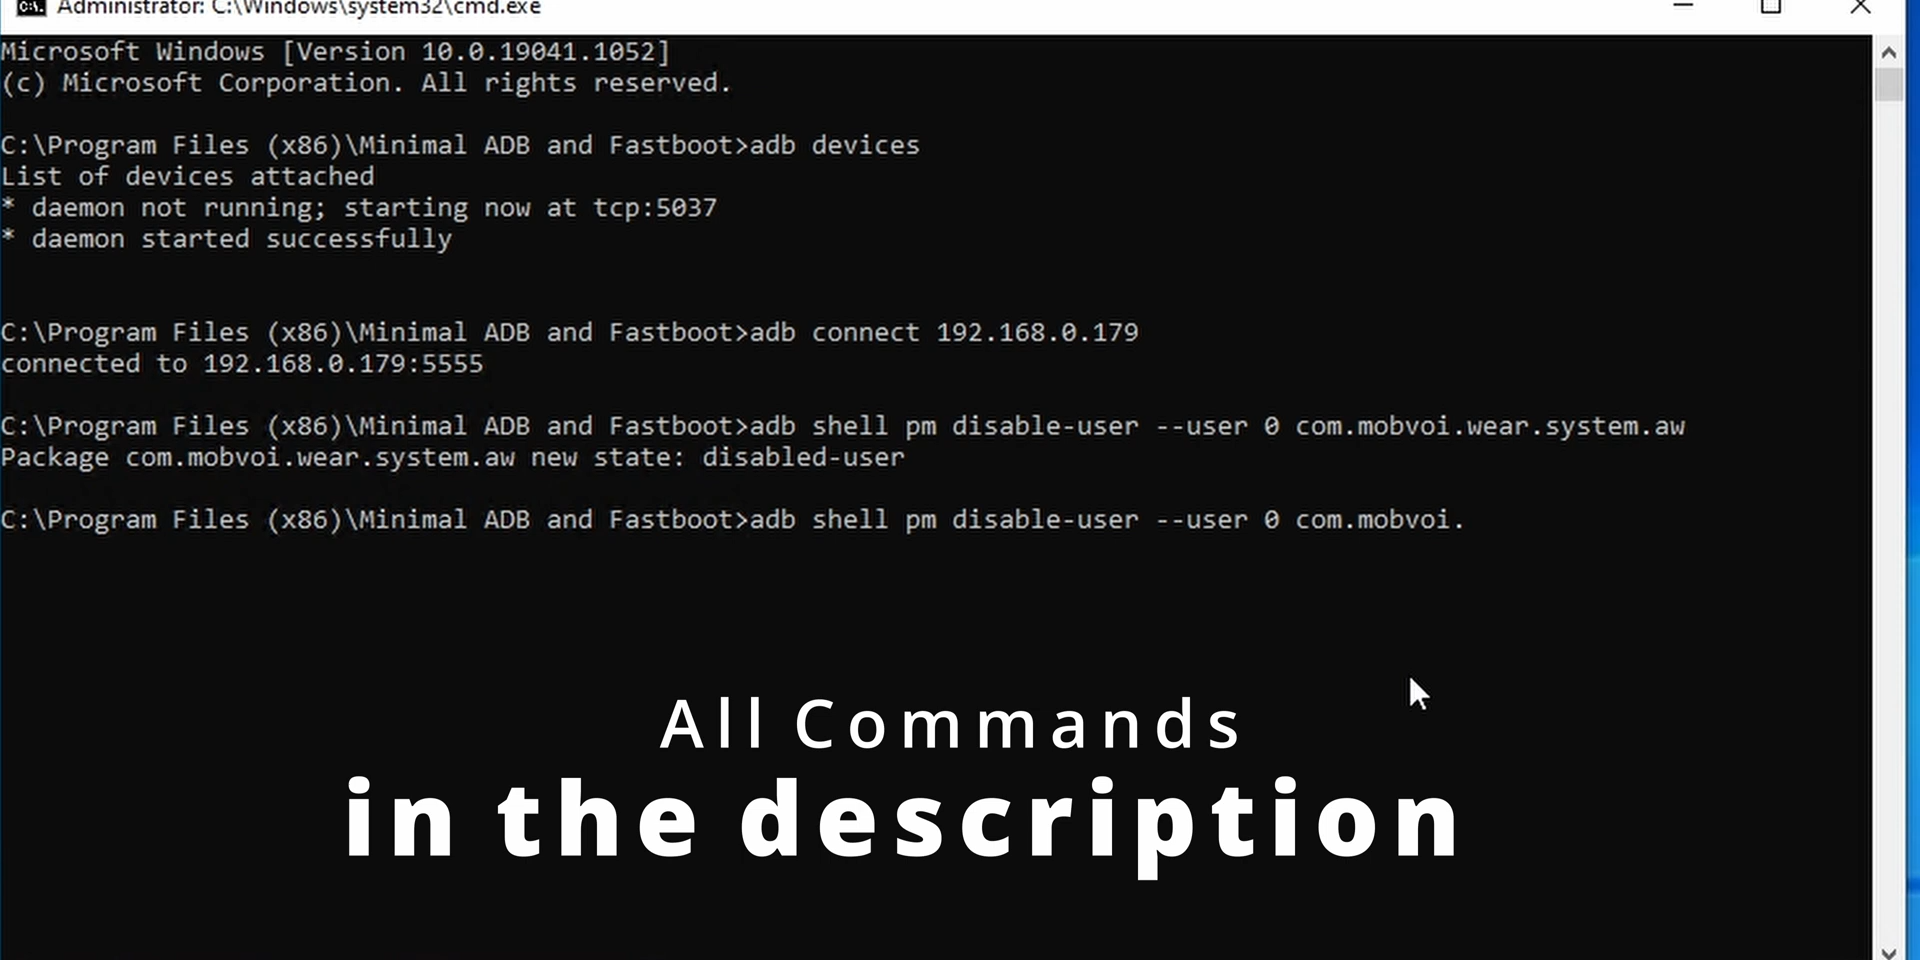 Administrator: C:\Windows\system32\cmd.exe
Microsoft Windows [Version 10.0.19041.1052]
(c) Microsoft Corporation. All rights reserved.
C:\Program Files (x86)\Minimal ADB and Fastboot>adb devices
List of devices attached
* daemon not running; starting now at tcp:5037
* daemon started successfully
C:\Program Files (x86)\Minimal ADB and Fastboot>adb connect 192.168.0.179
connected to 192.168.0.179:5555
C:\Program Files (x86)\Minimal ADB and Fastboot>adb shell pm disable-user --user 0 com.mobvoi.wear.system.aw
Package com.mobvoi.wear.system.aw new state: disabled-user
C:\Program Files (x86)\Minimal ADB and Fastboot>adb shell pm disable-user --user 0 com.mobvoi.
All Commands
in the description